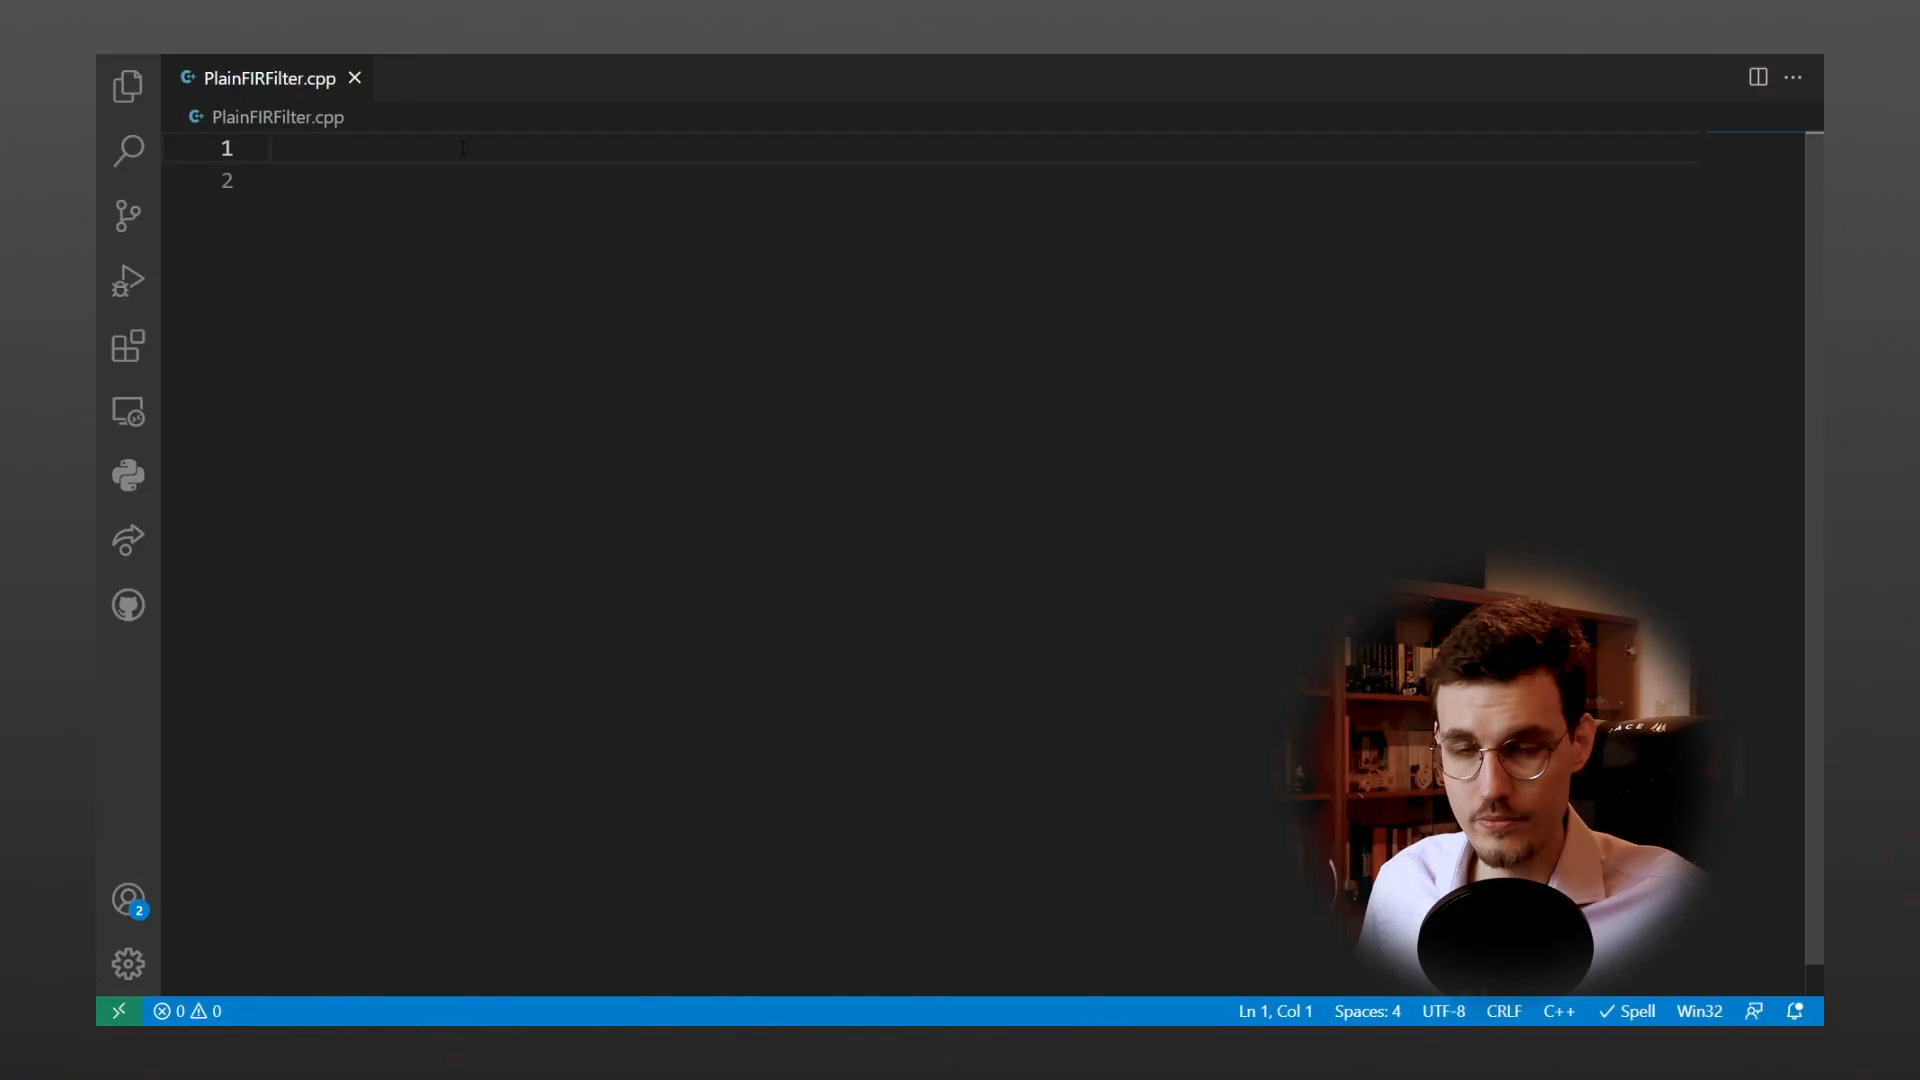 PlainFIRFilter.cpp
PlainFIRFilter.cpp
1
2
ACE
2
0 0 Ln 1, Col 1 Spaces: 4 UTF-8 CRLF C++ Spell Win32